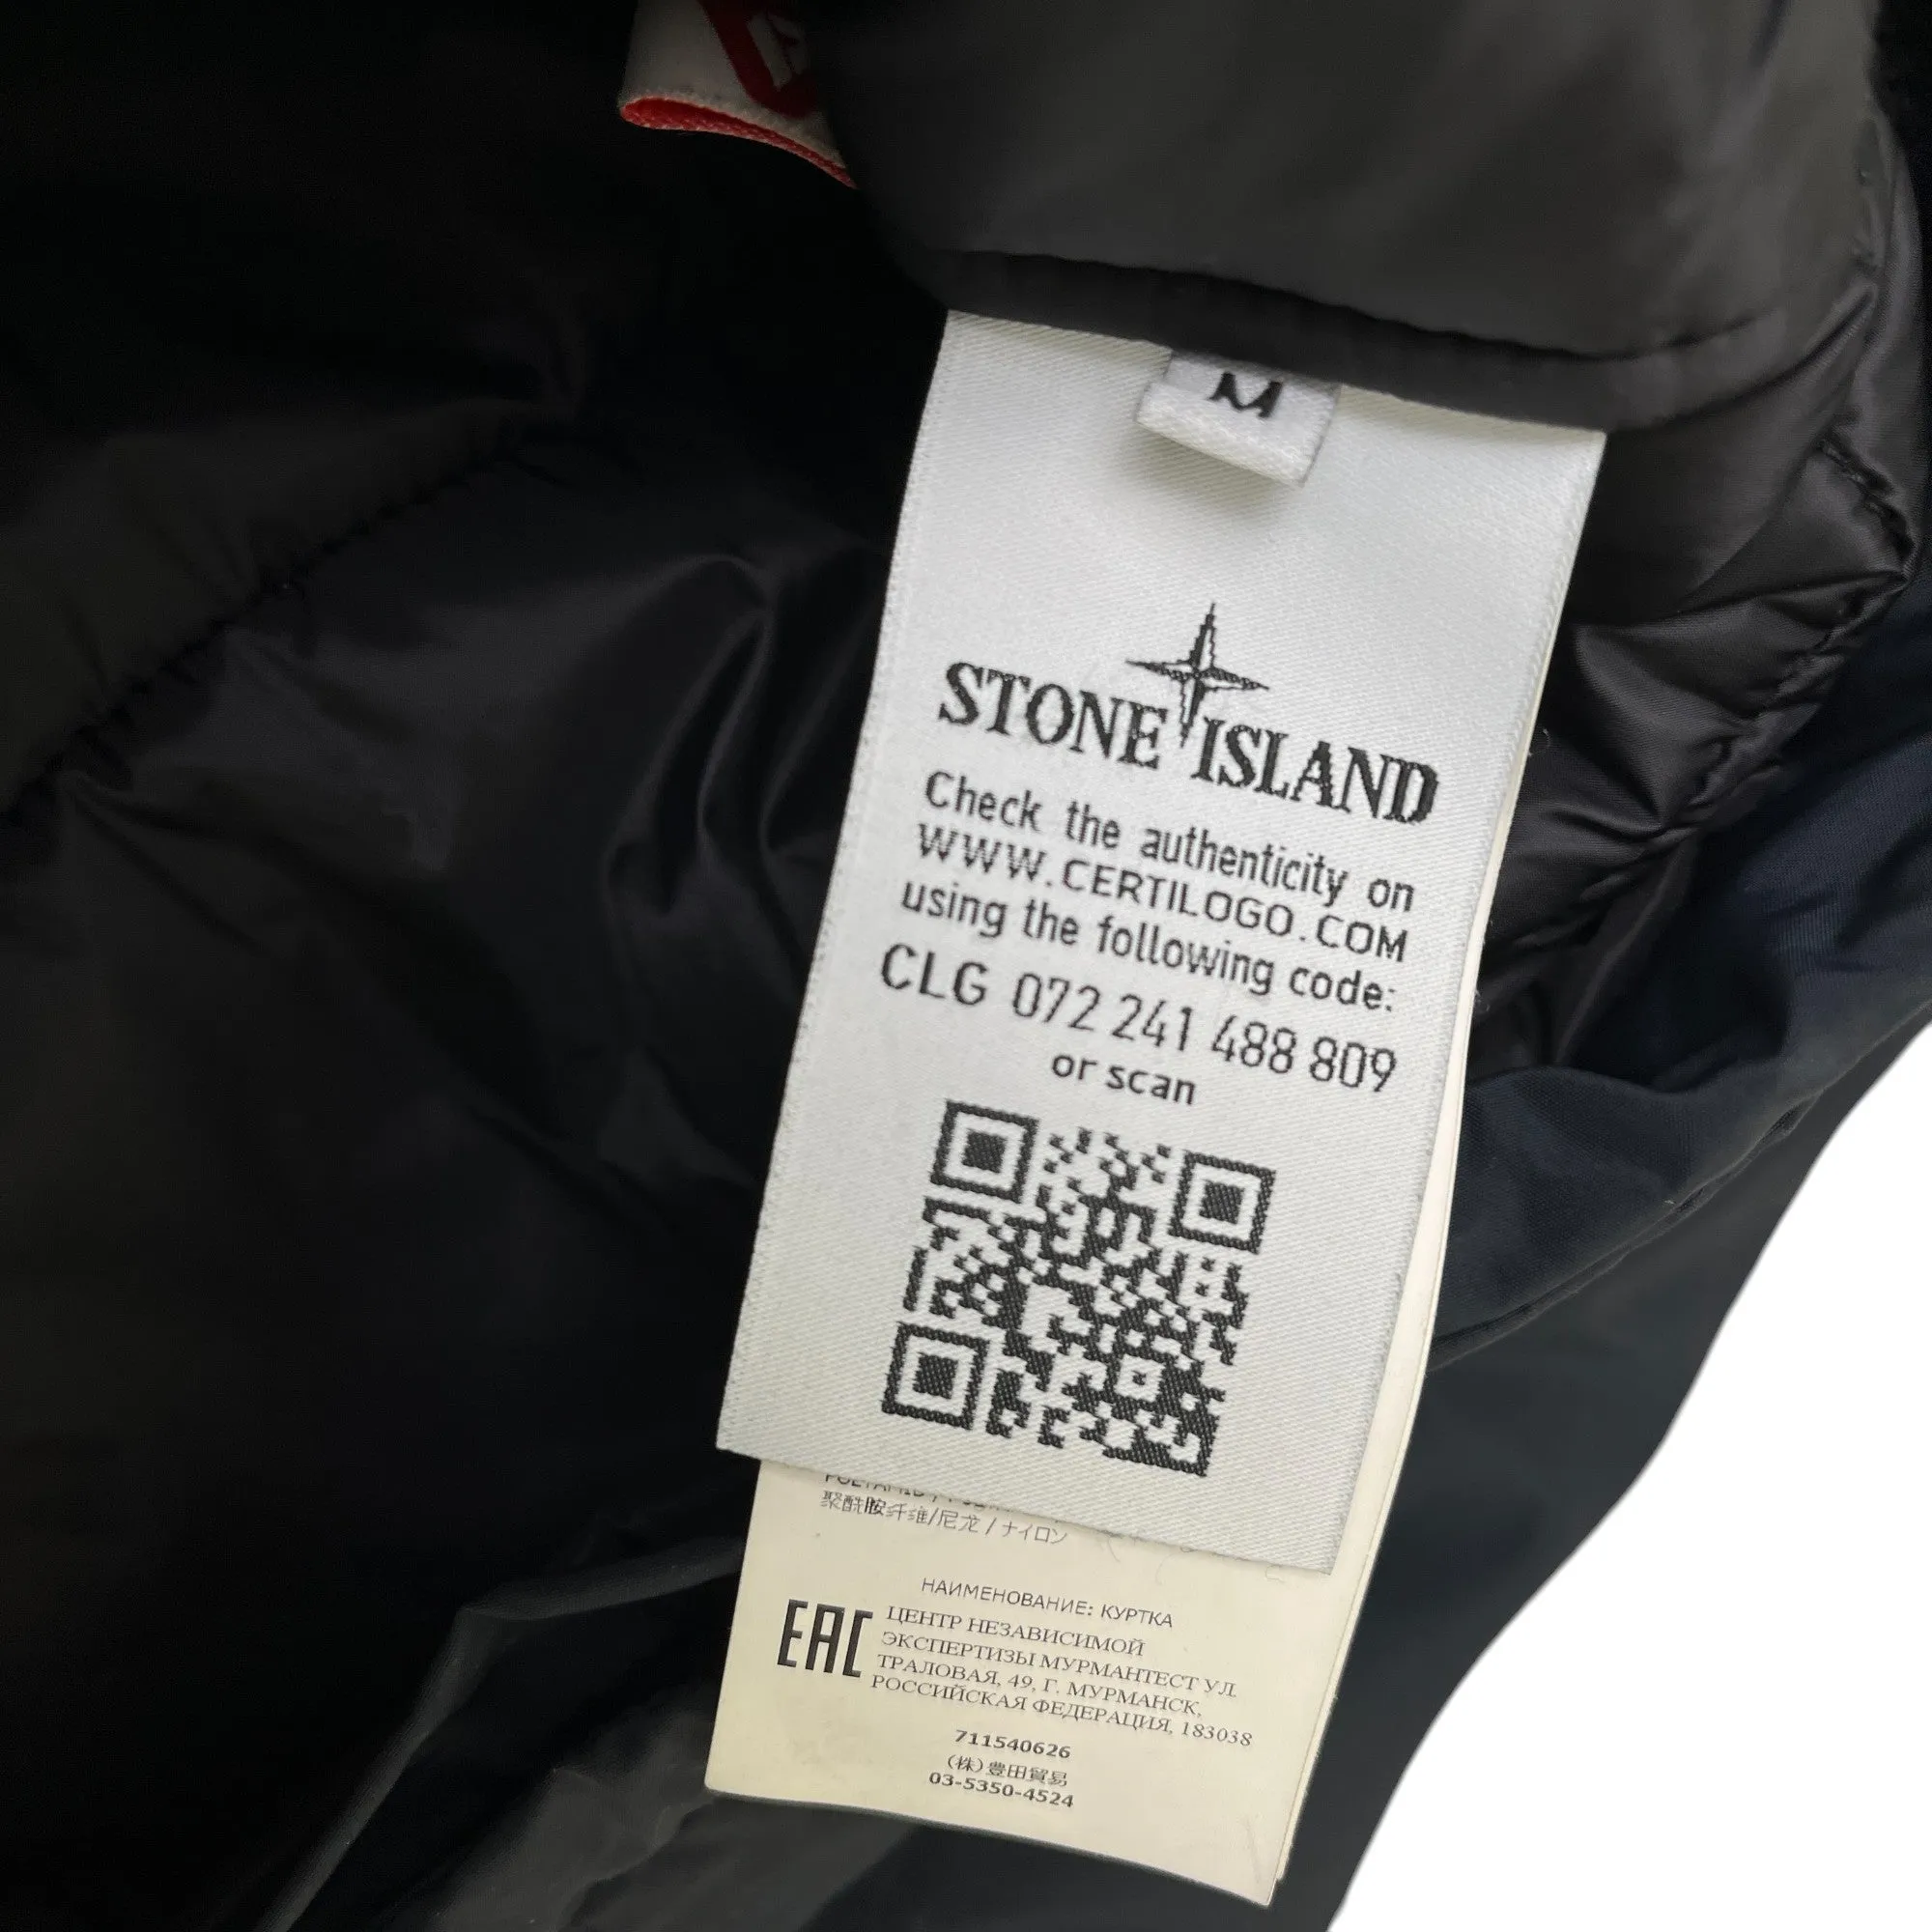 M
STONE ISLAND
Check the authenticity on
WWW.CERTILOGO.COM
using the following code:
CLG 072 241 488 809
or scan
聚酰胺纤维/尼龙 / ナイロン
НАИМЕНОВАНИЕ: КУРТКА
EAC
ЦЕНТР НЕЗАВИСИМОЙ
ЭКСПЕРТИЗЫ МУРМАНТЕСТ УЛ.
ТРАЛОВАЯ, 49, Г. МУРМАНСК,
РОССИЙСКАЯ ФЕДЕРАЦИЯ, 183038
711540626
(株)豊田貿易
03-5350-4524